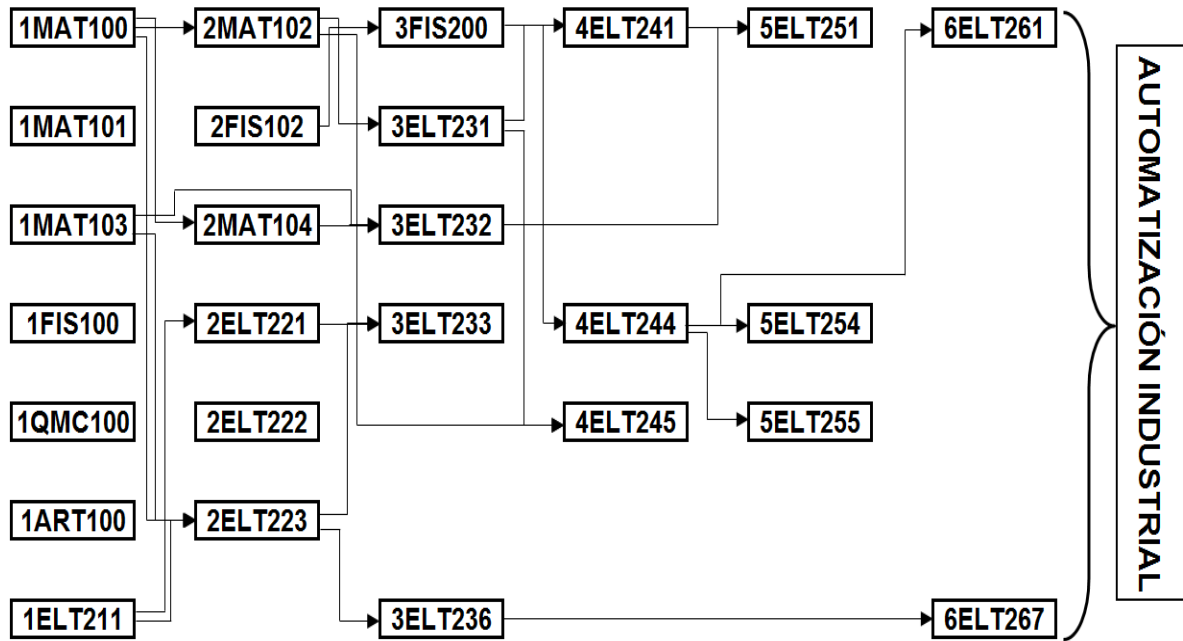 1MAT100 2MAT102 3FIS200 4ELT241 5ELT251 6ELT261
1MAT101 2FIS102 3ELT231
1MAT103 2MAT104 3ELT232
1FIS100 2ELT221 3ELT233 4ELT244 5ELT254
1QMC100 2ELT222 4ELT245 5ELT255
1ART100 2ELT223
1ELT211 3ELT236 6ELT267
AUTOMATIZACIÓN INDUSTRIAL